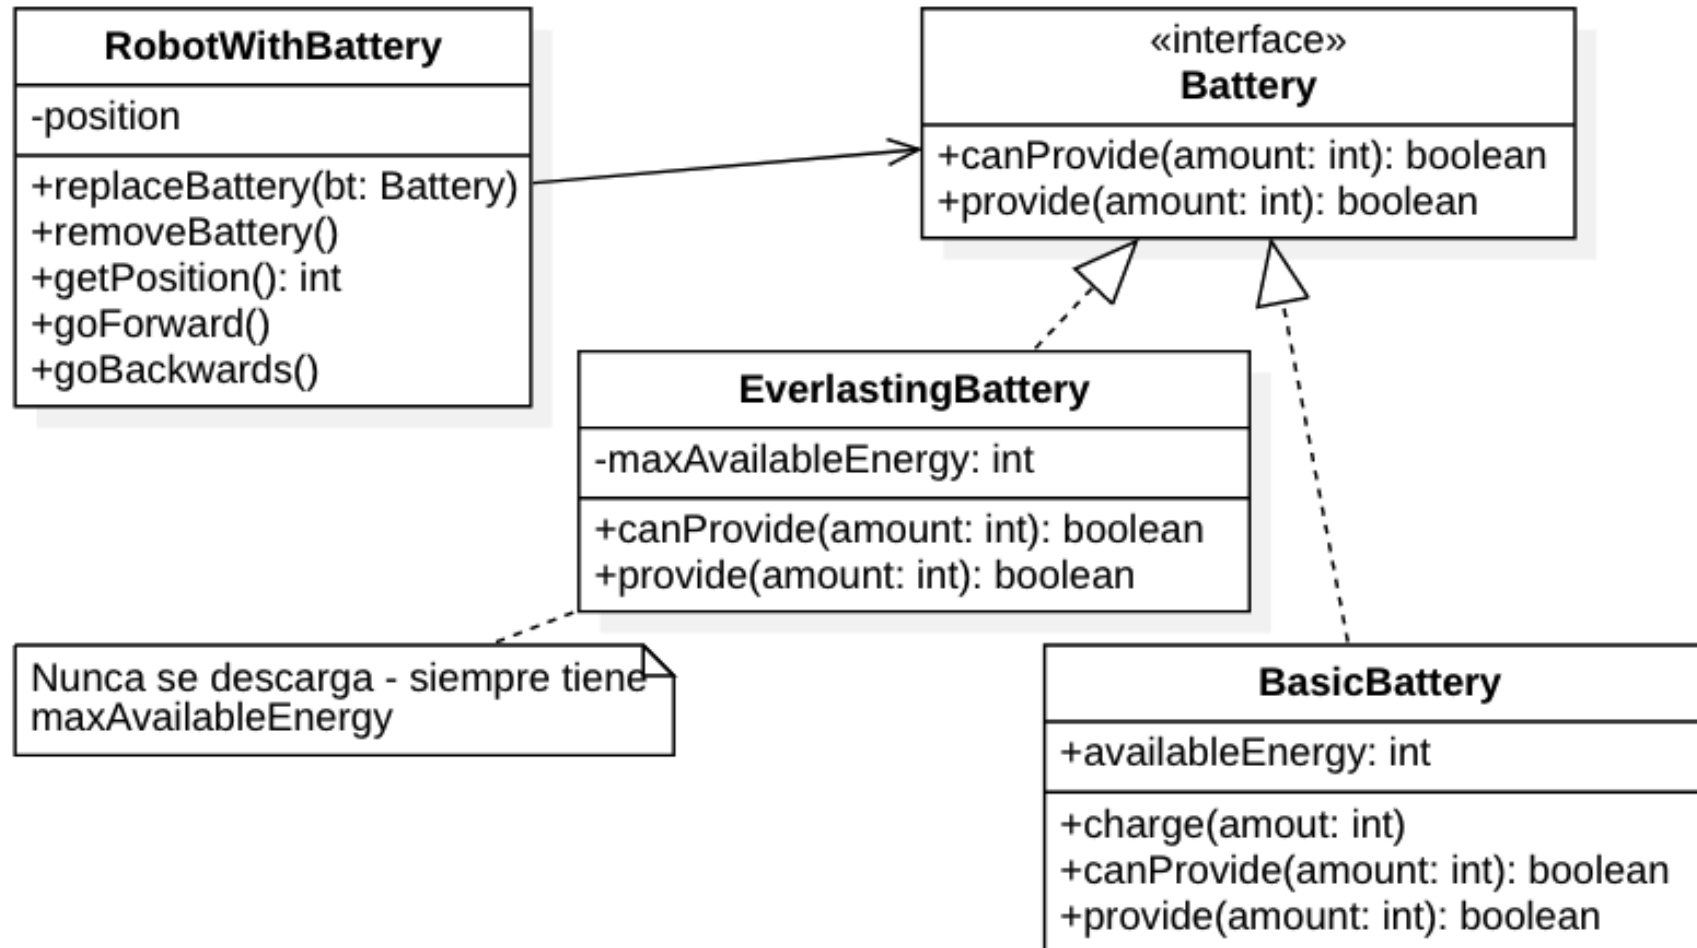 RobotWithBattery
-position
+replaceBattery(bt: Battery)
+removeBattery()
+getPosition(): int
+goForward()
+goBackwards()
«interface»
Battery
+canProvide(amount: int): boolean
+provide(amount: int): boolean
EverlastingBattery
-maxAvailableEnergy: int
+canProvide(amount: int): boolean
+provide(amount: int): boolean
Nunca se descarga - siempre tiene
maxAvailableEnergy
BasicBattery
+availableEnergy: int
+charge(amout: int)
+canProvide(amount: int): boolean
+provide(amount: int): boolean